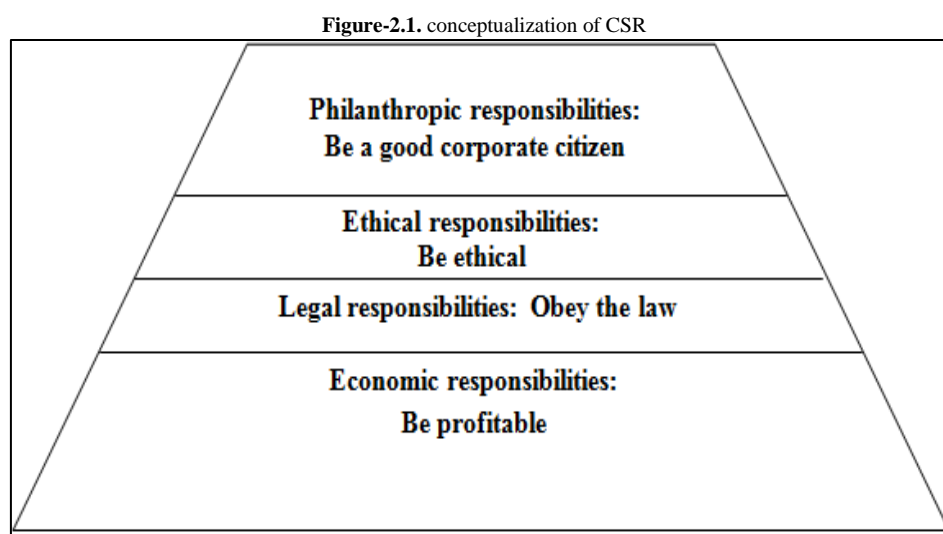 Figure-2.1. conceptualization of CSR
Philanthropic responsibilities:
Be a good corporate citizen
Ethical responsibilities:
Be ethical
Legal responsibilities: Obey the law
Economic responsibilities:
Be profitable